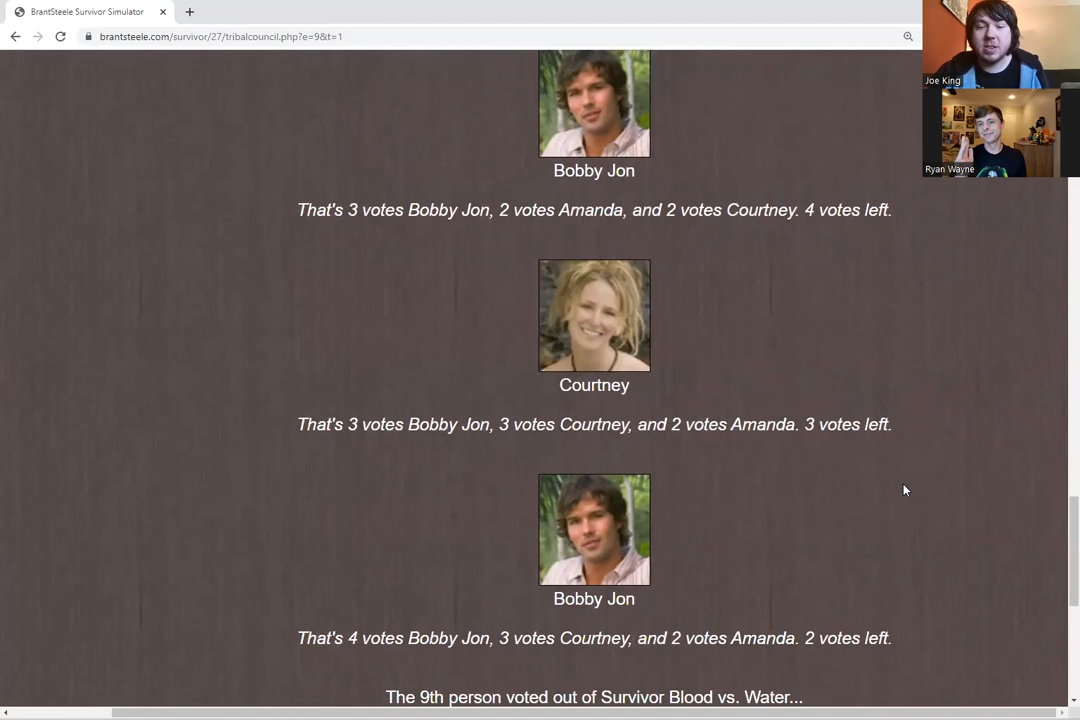 BrantSteele Survivor Simulator
brantsteele.com/survivor/27/tribalcouncil.php?e=9&t=1
Joe King
Ryan Wayne
Bobby Jon
That's 3 votes Bobby Jon, 2 votes Amanda, and 2 votes Courtney. 4 votes left.
Courtney
That's 3 votes Bobby Jon, 3 votes Courtney, and 2 votes Amanda. 3 votes left.
Bobby Jon
That's 4 votes Bobby Jon, 3 votes Courtney, and 2 votes Amanda. 2 votes left.
The 9th person voted out of Survivor Blood vs. Water...